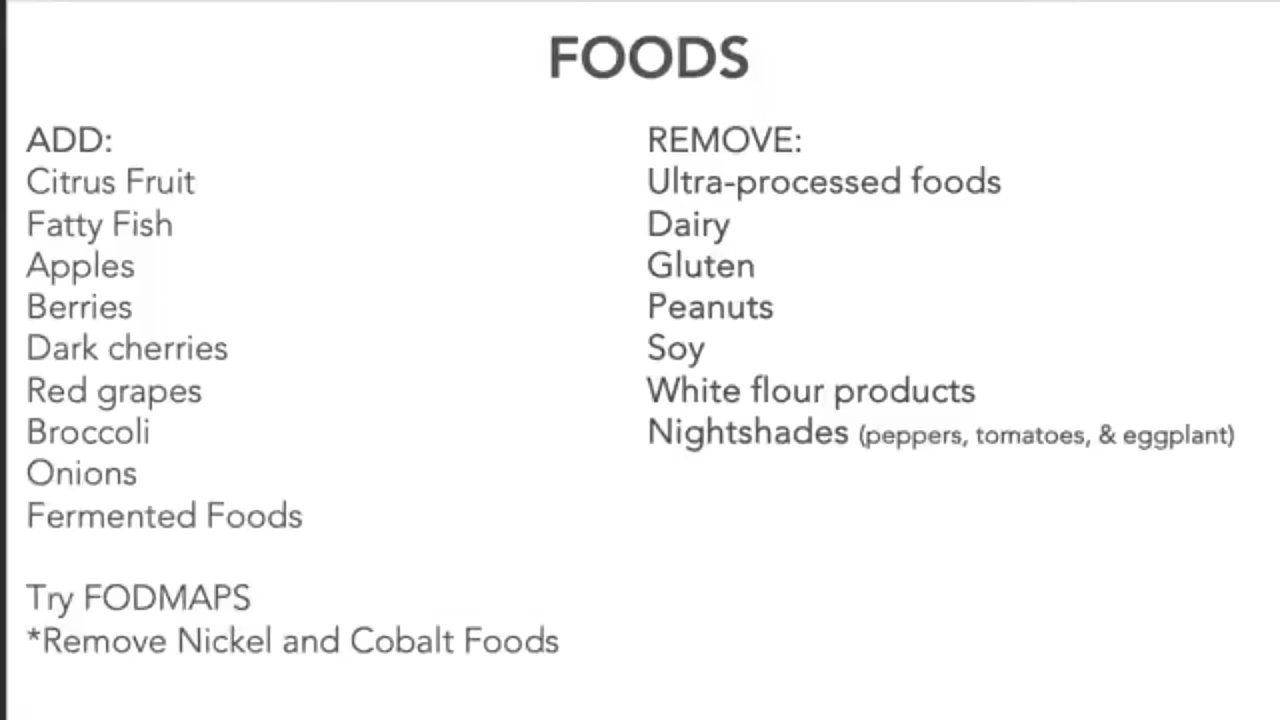 FOODS
ADD:
Citrus Fruit
Fatty Fish
Apples
Berries
Dark cherries
Red grapes
Broccoli
Onions
Fermented Foods
Try FODMAPS
*Remove Nickel and Cobalt Foods
REMOVE:
Ultra-processed foods
Dairy
Gluten
Peanuts
Soy
White flour products
Nightshades (peppers, tomatoes, & eggplant)